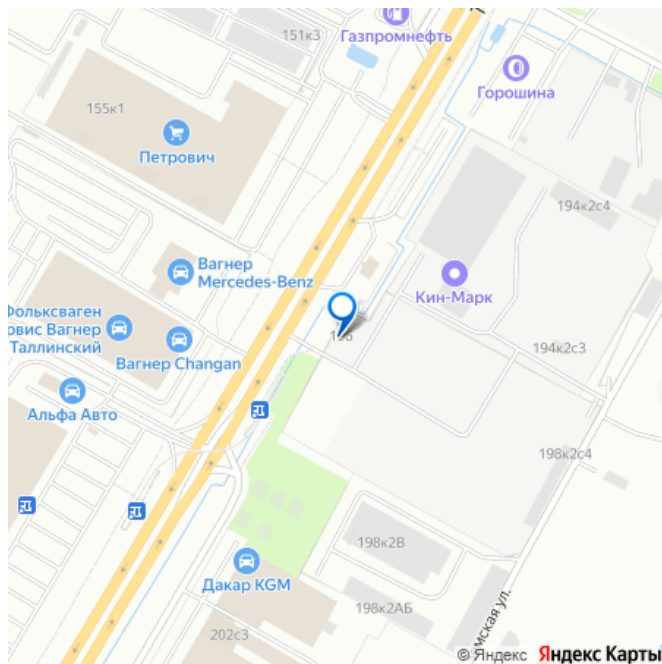 151к3
Газпромнефть
Горошина
155к1
Петрович
194к2с4
Вагнер
Mercedes-Benz
Кин-Марк
Фольксваген
Вагнер
Таллинский
Вагнер Changan
194к2с3
Альфа Авто
198к2с4
198к2В
Дакар KGM
198к2АБ
202с3
ул.
© Яндекс Яндекс Карты